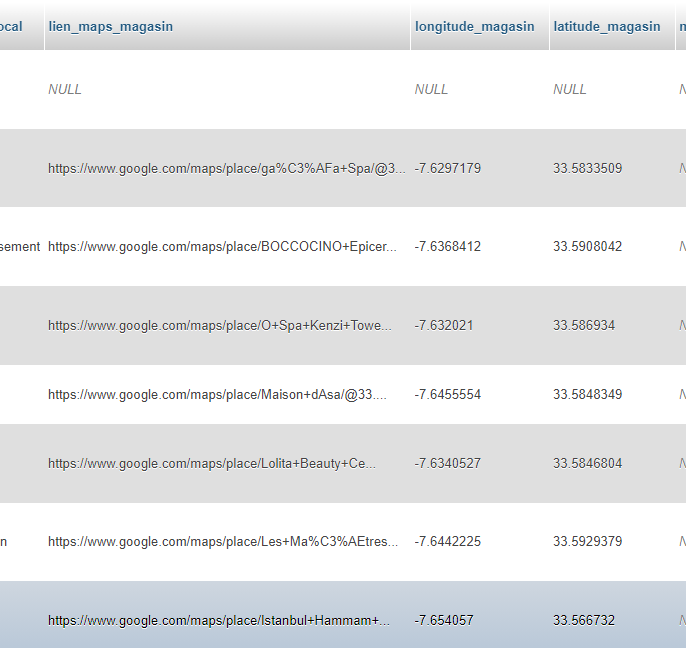 ocal lien_maps_magasin longitude_magasin latitude_magasin n
NULL NULL NULL N
https://www.google.com/maps/place/ga%C3%AFa+Spa/@3... -7.6297179 33.5833509 N
sement https://www.google.com/maps/place/BOCCOCINO+Epicer... -7.6368412 33.5908042 N
https://www.google.com/maps/place/O+Spa+Kenzi+Towe... -7.632021 33.586934 N
https://www.google.com/maps/place/Maison+dAsa/@33.... -7.6455554 33.5848349 N
https://www.google.com/maps/place/Lolita+Beauty+Ce... -7.6340527 33.5846804 N
n https://www.google.com/maps/place/Les+Ma%C3%AEtres... -7.6442225 33.5929379 N
https://www.google.com/maps/place/Istanbul+Hammam+... -7.654057 33.566732 N